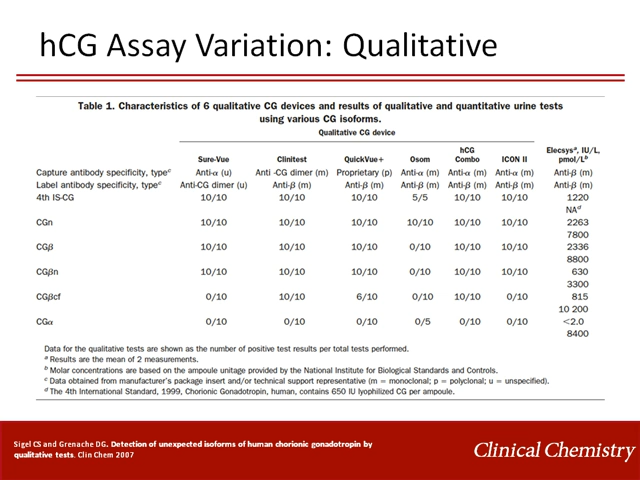 hCG Assay Variation: Qualitative
Table 1. Characteristics of 6 qualitative CG devices and results of qualitative and quantitative urine tests
using various CG isoforms.
Qualitative CG device
Sure-Vue Clinitest QuickVue+ Osom hCG Combo ICON II Elecsysᵃ, IU/L, pmol/Lᵇ
Capture antibody specificity, typeᶜ Anti-α (u) Anti -CG dimer (m) Proprietary (p) Anti-α (m) Anti-α (m) Anti-α (m) Anti-β (m)
Label antibody specificity, typeᶜ Anti-CG dimer (u) Anti-β (m) Anti-β (m) Anti-β (m) Anti-β (m) Anti-β (m) Anti-β (m)
4th IS-CG 10/10 10/10 10/10 5/5 10/10 10/10 1220
NAᵈ
CGn 10/10 10/10 10/10 10/10 10/10 10/10 2263
7800
CGβ 10/10 10/10 10/10 0/10 10/10 10/10 2336
8800
CGβn 10/10 10/10 10/10 0/10 10/10 10/10 630
3300
CGβcf 0/10 10/10 6/10 0/10 10/10 0/10 815
10 200
CGα 0/10 0/10 0/10 0/5 0/10 0/10 <2.0
8400
Data for the qualitative tests are shown as the number of positive test results per total tests performed.
ᵃ Results are the mean of 2 measurements.
ᵇ Molar concentrations are based on the ampoule unitage provided by the National Institute for Biological Standards and Controls.
ᶜ Data obtained from manufacturer's package insert and/or technical support representative (m = monoclonal; p = polyclonal; u = unspecified).
ᵈ The 4th International Standard, 1999, Chorionic Gonadotropin, human, contains 650 IU lyophilized CG per ampoule.
Sigel CS and Grenache DG. Detection of unexpected isoforms of human chorionic gonadotropin by
qualitative tests. Clin Chem 2007
Clinical Chemistry